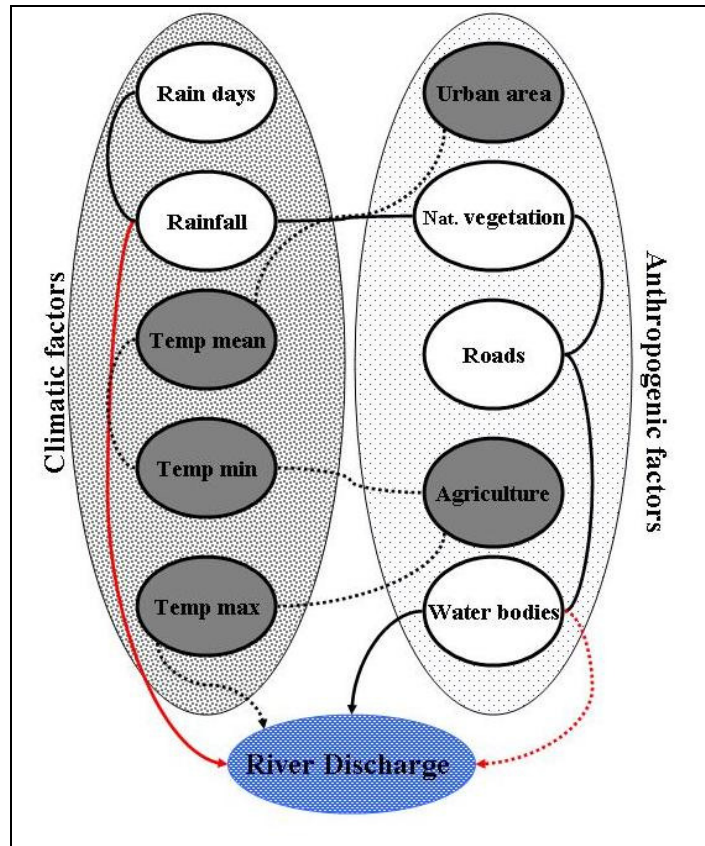 Climatic factors
Rain days
Rainfall
Temp mean
Temp min
Temp max
Urban area
Nat. vegetation
Roads
Agriculture
Water bodies
Anthropogenic factors
River Discharge